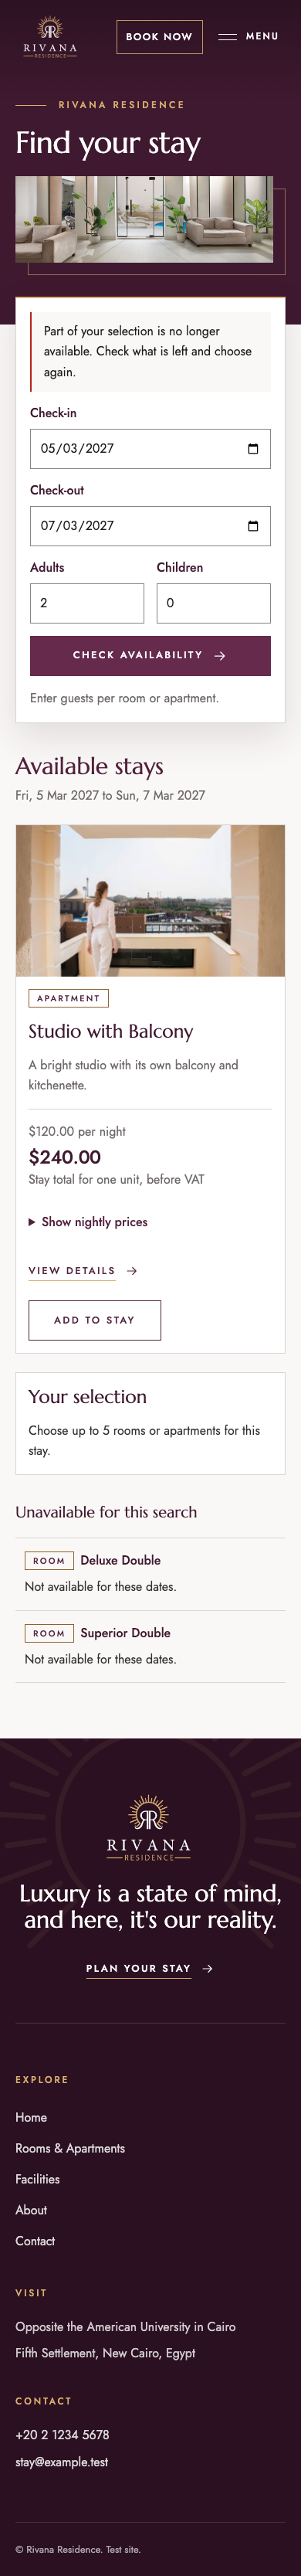 RIVANA
RESIDENCE
BOOK NOW
MENU
RIVANA RESIDENCE
Find your stay
Part of your selection is no longer
available. Check what is left and choose
again.
Check-in
05/03/2027
Check-out
07/03/2027
Adults
Children
2
0
CHECK AVAILABILITY
Enter guests per room or apartment.
Available stays
Fri, 5 Mar 2027 to Sun, 7 Mar 2027
APARTMENT
Studio with Balcony
A bright studio with its own balcony and
kitchenette.
$120.00 per night
$240.00
Stay total for one unit, before VAT
Show nightly prices
VIEW DETAILS
ADD TO STAY
Your selection
Choose up to 5 rooms or apartments for this
stay.
Unavailable for this search
ROOM Deluxe Double
Not available for these dates.
ROOM Superior Double
Not available for these dates.
RIVANA
RESIDENCE
Luxury is a state of mind,
and here, it's our reality.
PLAN YOUR STAY
EXPLORE
Home
Rooms & Apartments
Facilities
About
Contact
VISIT
Opposite the American University in Cairo
Fifth Settlement, New Cairo, Egypt
CONTACT
+20 2 1234 5678
stay@example.test
© Rivana Residence. Test site.